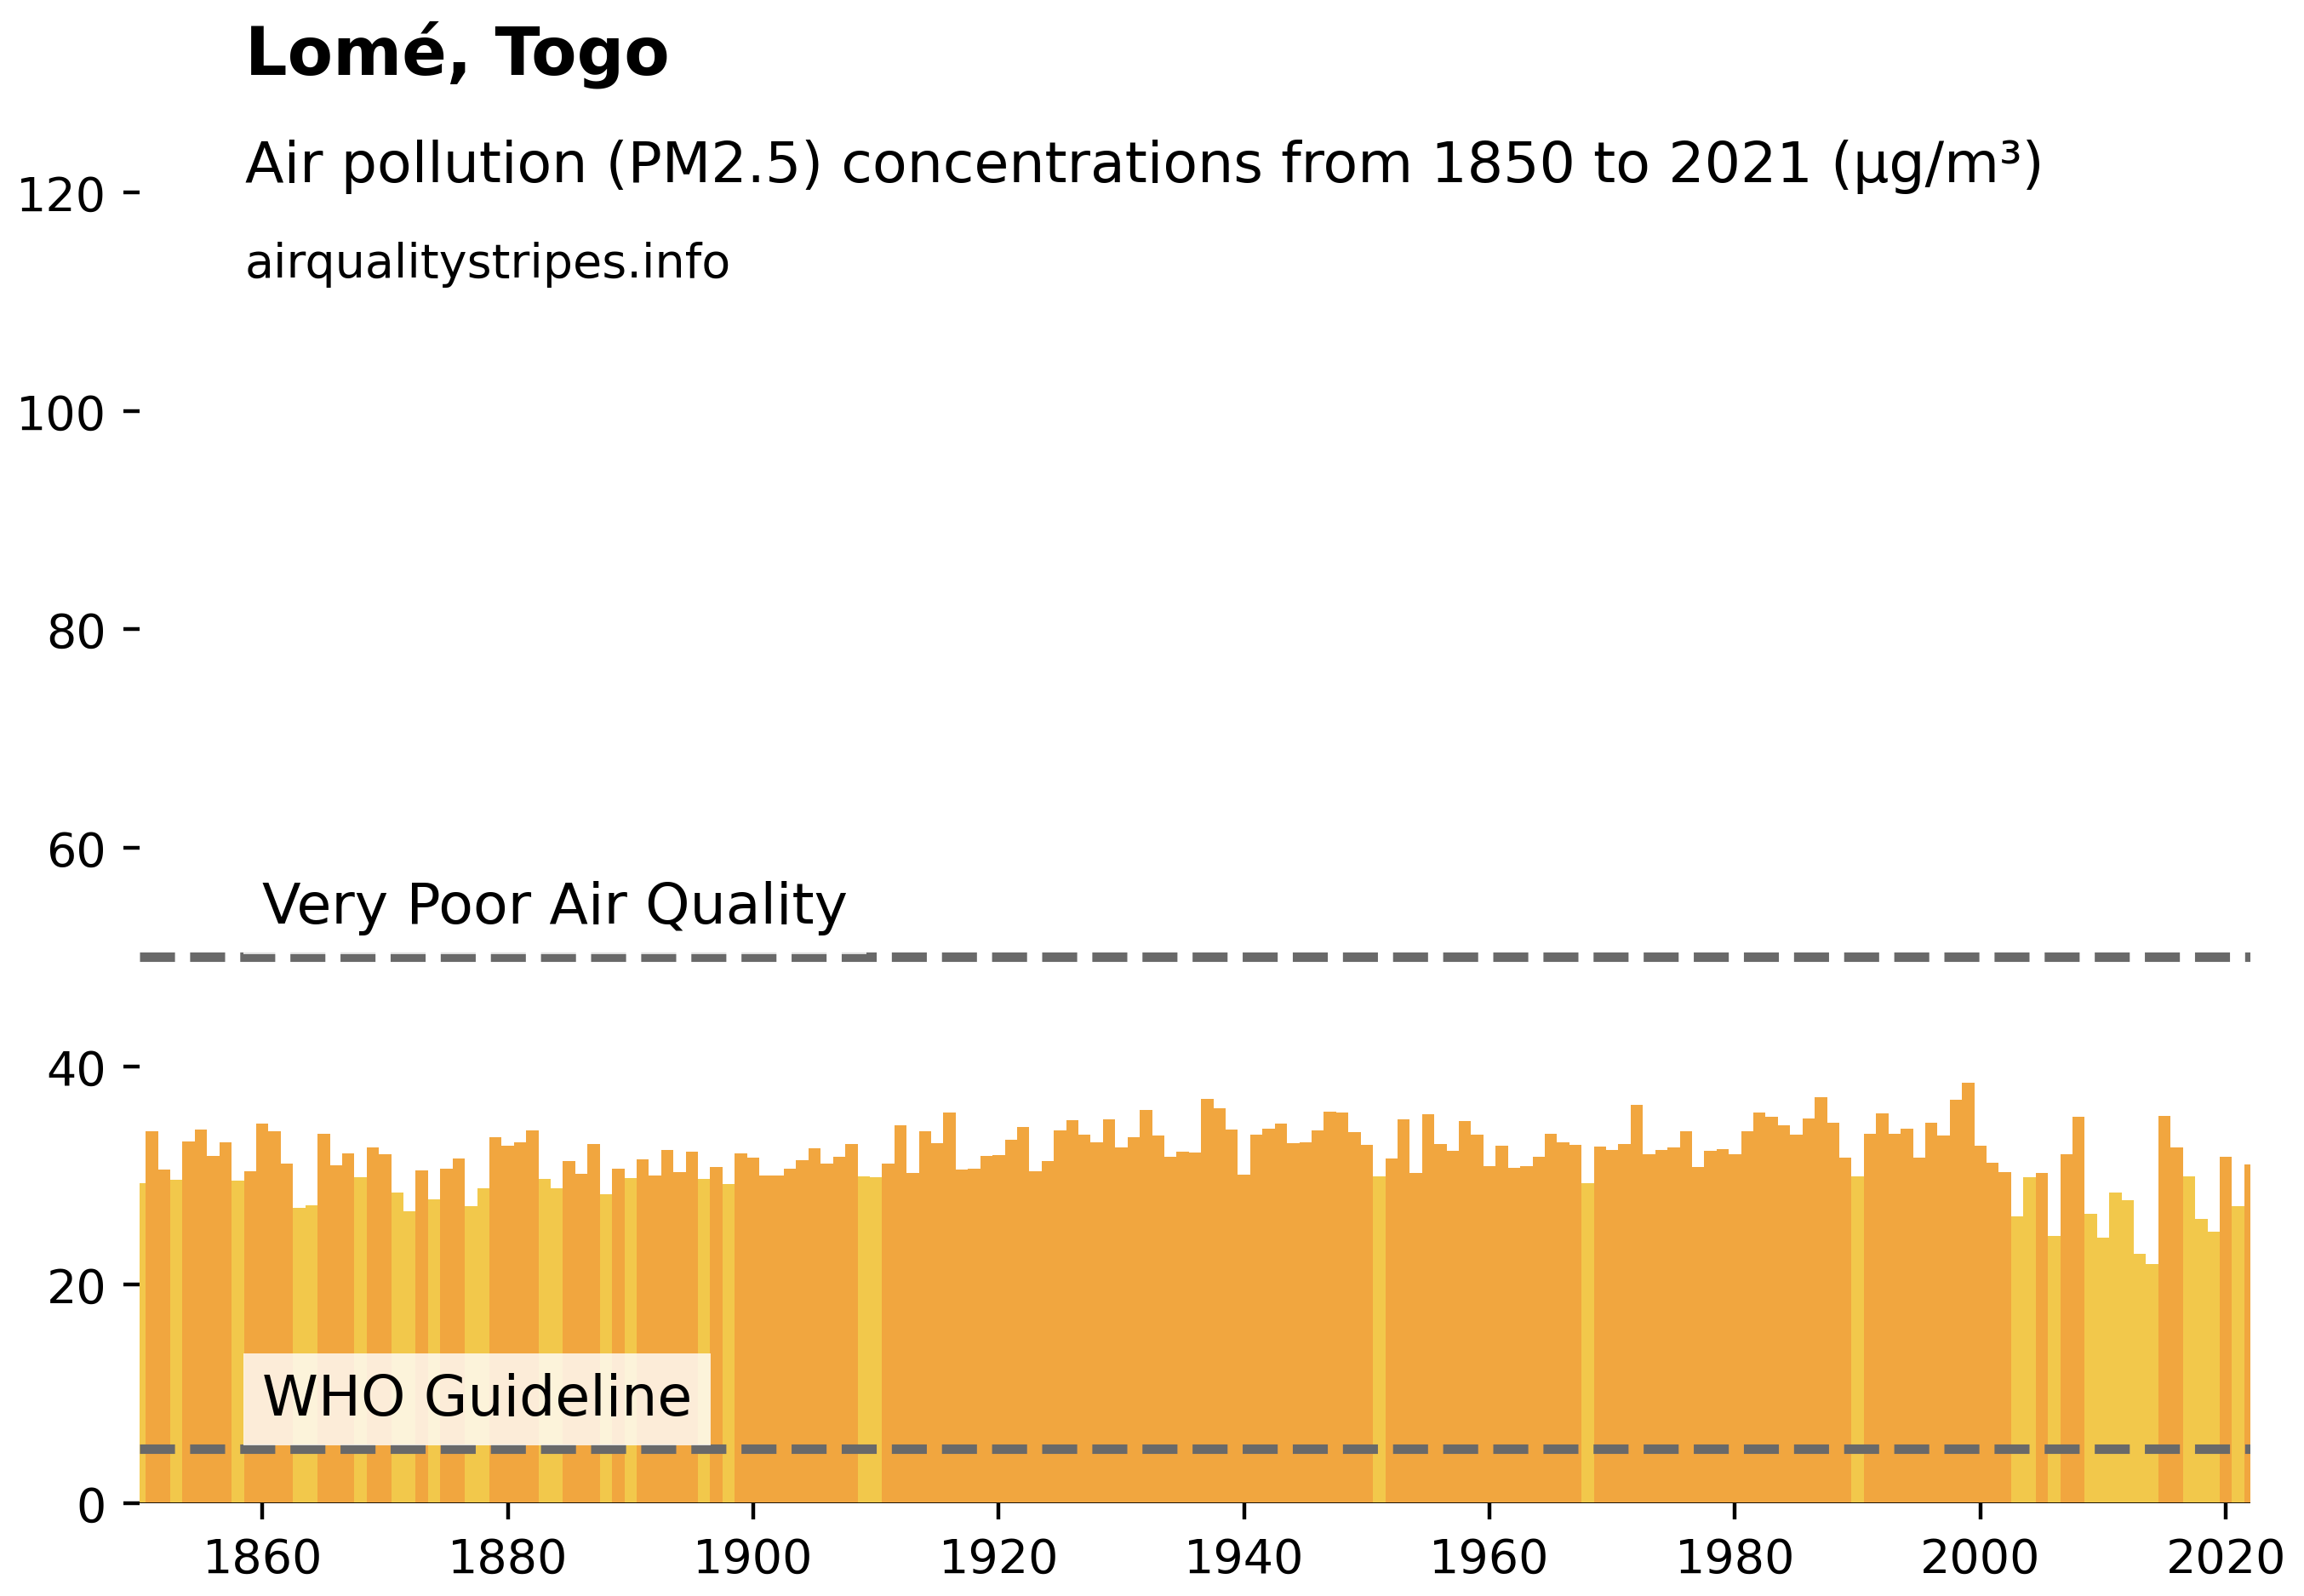 Lomé, Togo
Air pollution (PM2.5) concentrations from 1850 to 2021 (µg/m³)
airqualitystripes.info
120
100
80
60
Very Poor Air Quality
40
20
WHO Guideline
0
1860 1880 1900 1920 1940 1960 1980 2000 2020